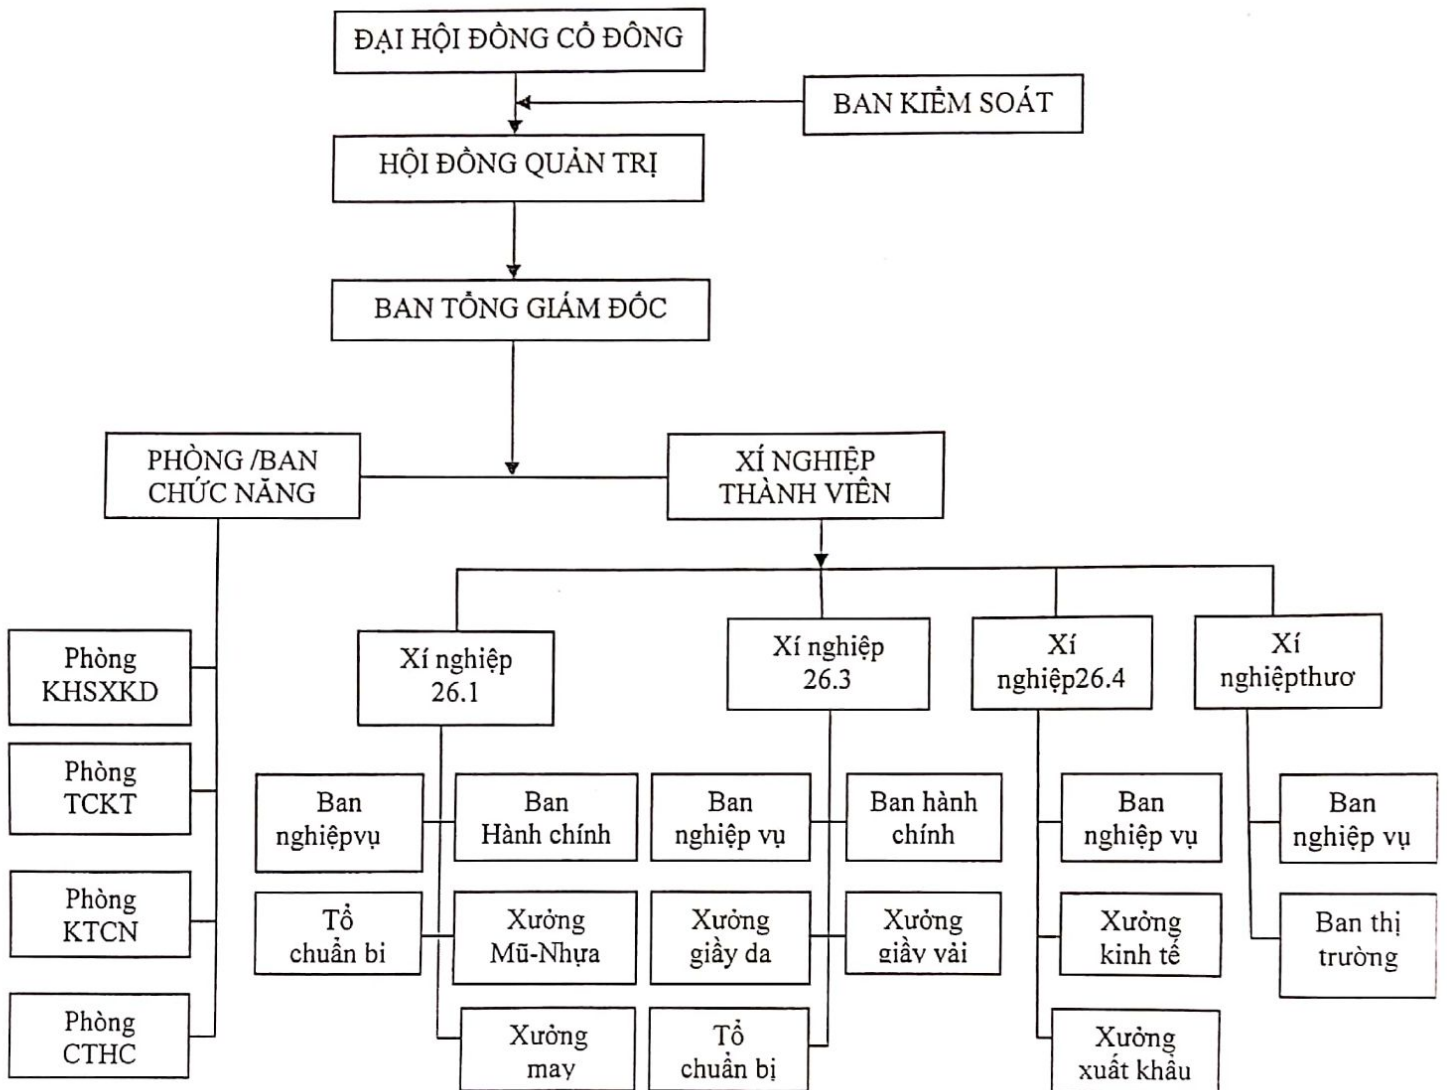 ĐẠI HỘI ĐỒNG CỔ ĐÔNG
BAN KIỂM SOÁT
HỘI ĐỒNG QUẢN TRỊ
BAN TỔNG GIÁM ĐỐC
PHÒNG /BAN
CHỨC NĂNG
XÍ NGHIỆP
THÀNH VIÊN
Phòng
KHSXKD
Phòng
TCKT
Phòng
KTCN
Phòng
CTHC
Xí nghiệp
26.1
Xí nghiệp
26.3
Xí
nghiệp26.4
Xí
nghiệpthươ
Ban
nghiệpvụ
Ban
Hành chính
Tổ
chuẩn bi
Xưởng
Mũ-Nhựa
Xưởng
may
Ban
nghiệp vụ
Ban hành
chính
Xưởng
giầy da
Xưởng
giầy vải
Tổ
chuẩn bị
Ban
nghiệp vụ
Xưởng
kinh tế
Xưởng
xuất khẩu
Ban
nghiệp vụ
Ban thị
trường